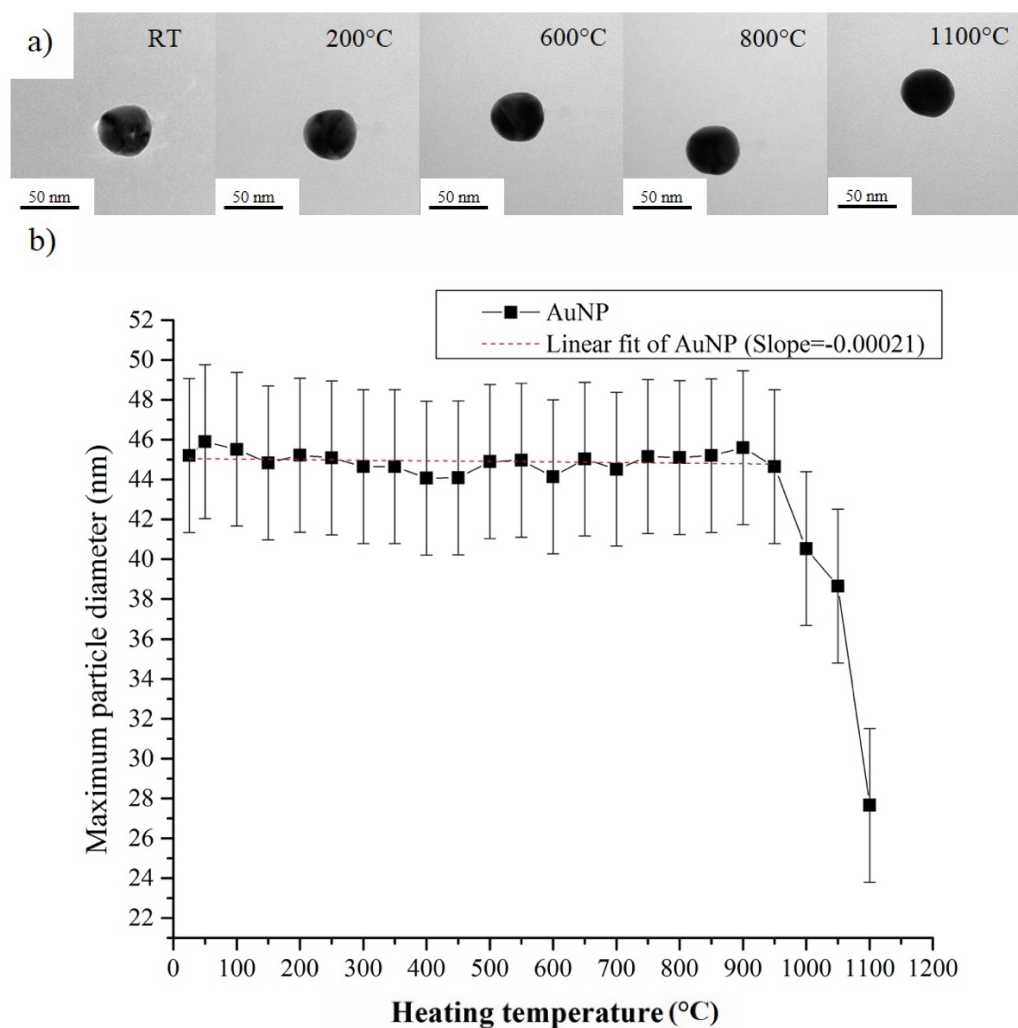 a)
RT
200°C
600°C
800°C
1100°C
50 nm
50 nm
50 nm
50 nm
50 nm
b)
AuNP
Linear fit of AuNP (Slope=-0.00021)
Maximum particle diameter (nm)
52
50
48
46
44
42
40
38
36
34
32
30
28
26
24
22
0 100 200 300 400 500 600 700 800 900 1000 1100 1200
Heating temperature (°C)